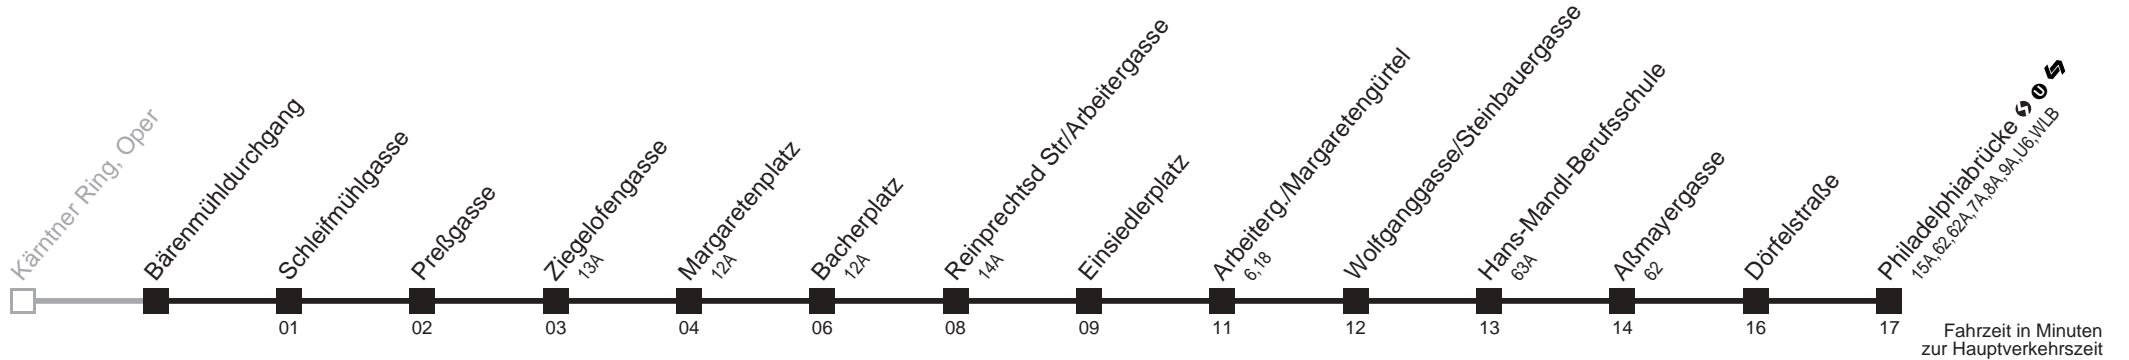 Kärntner Ring, Oper
Bärenmühldurchgang
Schleifmühlgasse
Preßgasse
Ziegelofengasse
13A
Margaretenplatz
12A
Bacherplatz
12A
Reinprechtsd Str/Arbeitergasse
14A
Einsiedlerplatz
Arbeiterg./Margaretengürtel
6,18
Wolfganggasse/Steinbauergasse
Hans-Mandl-Berufsschule
63A
Aßmayergasse
62
Dörfelstraße
Philadelphiabrücke S U
15A,62,62A,7A,8A,9A,U6,WLB
01 02 03 04 06 08 09 11 12 13 14 16 17
Fahrzeit in Minuten
zur Hauptverkehrszeit